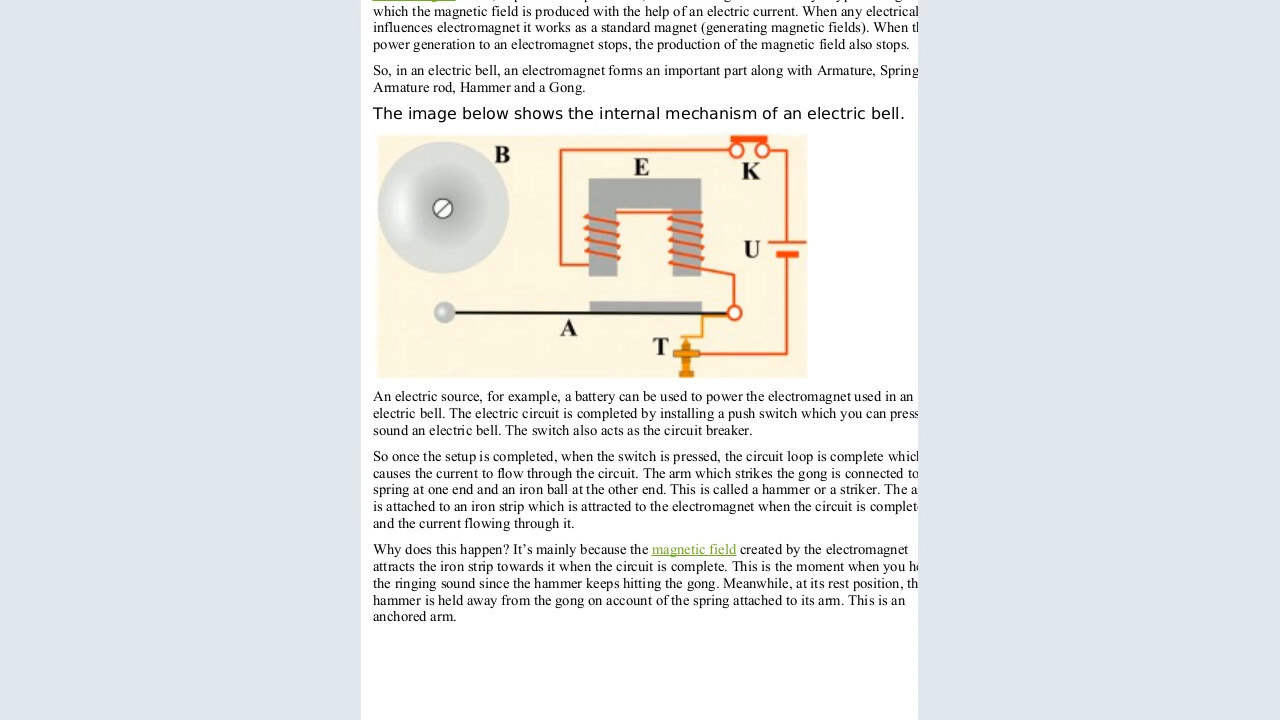 which the magnetic field is produced with the help of an electric current. When any electrical
influences electromagnet it works as a standard magnet (generating magnetic fields). When
power generation to an electromagnet stops, the production of the magnetic field also stops.
So, in an electric bell, an electromagnet forms an important part along with Armature, Spring
Armature rod, Hammer and a Gong.
The image below shows the internal mechanism of an electric bell.
B
E
K
U
A
T
An electric source, for example, a battery can be used to power the electromagnet used in an
electric bell. The electric circuit is completed by installing a push switch which you can press
sound an electric bell. The switch also acts as the circuit breaker.
So once the setup is completed, when the switch is pressed, the circuit loop is complete
causes the current to flow through the circuit. The arm which strikes the gong is connected to
spring at one end and an iron ball at the other end. This is called a hammer or a striker. The
is attached to an iron strip which is attracted to the electromagnet when the circuit is
and the current flowing through it.
Why does this happen? It’s mainly because the magnetic field created by the electromagnet
attracts the iron strip towards it when the circuit is complete. This is the moment when you
the ringing sound since the hammer keeps hitting the gong. Meanwhile, at its rest position,
hammer is held away from the gong on account of the spring attached to its arm. This is an
anchored arm.